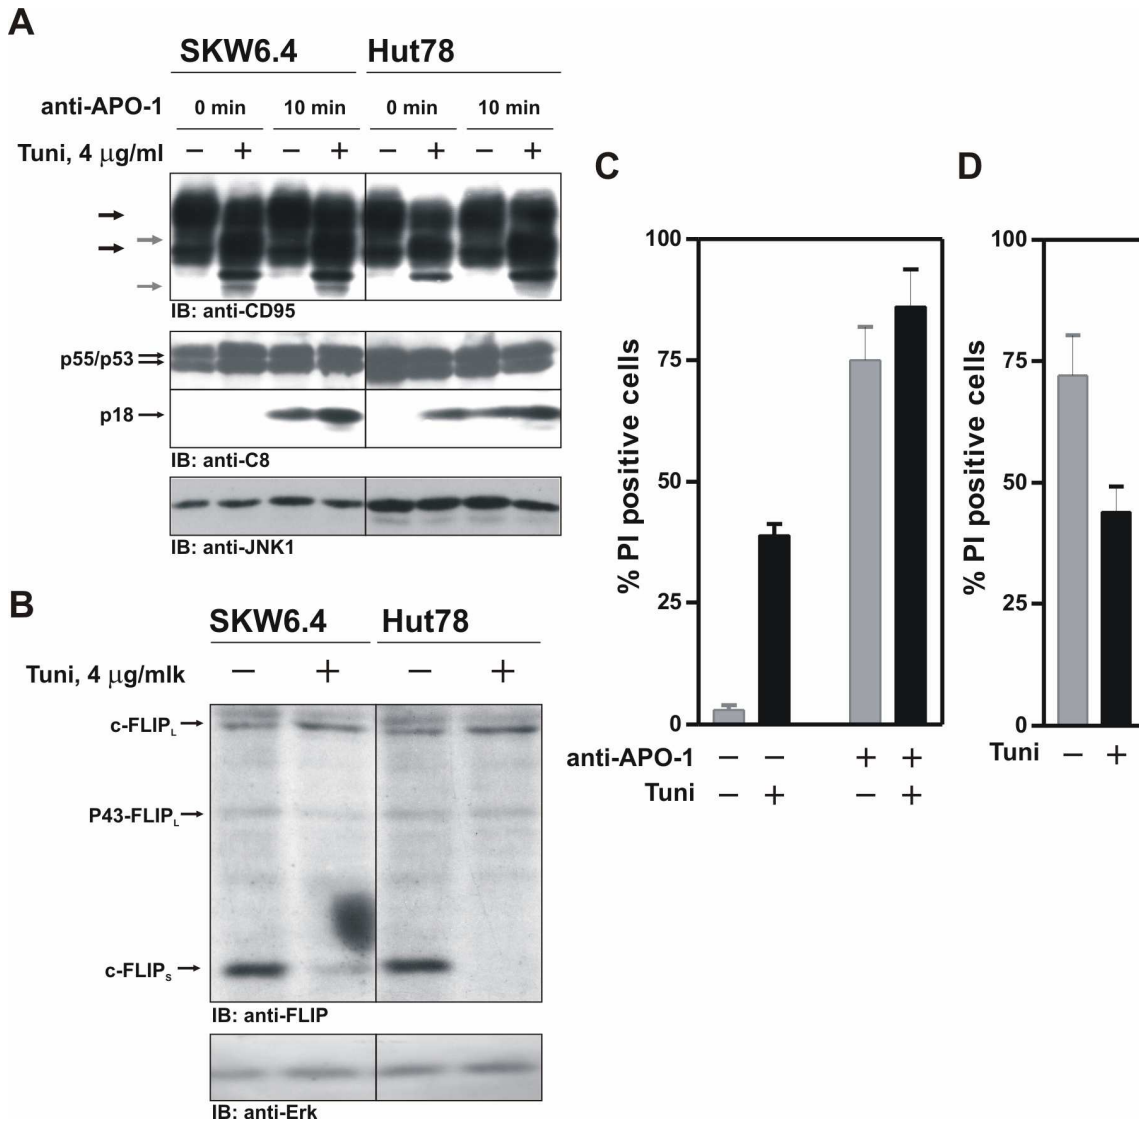 A
SKW6.4 Hut78
anti-APO-1 0 min 10 min 0 min 10 min
Tuni, 4 μg/ml − + − + − + − +
IB: anti-CD95
p55/p53
p18
IB: anti-C8
IB: anti-JNK1
B
SKW6.4 Hut78
Tuni, 4 μg/mlk − + − +
c-FLIPL
P43-FLIPL
c-FLIPS
IB: anti-FLIP
IB: anti-Erk
C
% PI positive cells
100
75
50
25
0
anti-APO-1 − − + +
Tuni − + − +
D
% PI positive cells
100
75
50
25
0
Tuni − +